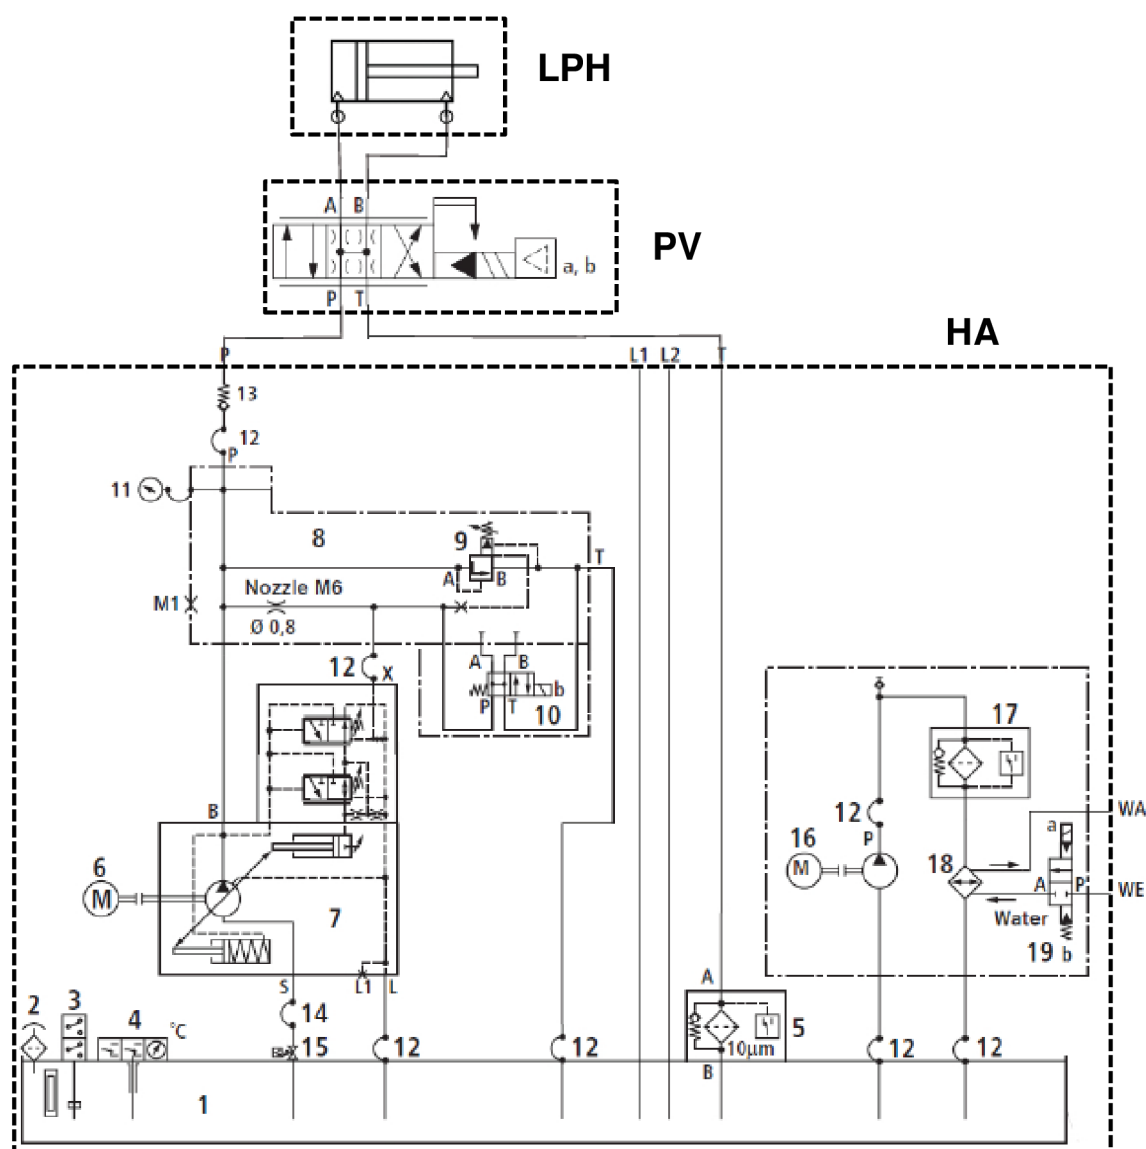 LPH
A B
PV
a, b
P T
HA
P L1 L2 T
13
12
P
11
8
9
T
A B
Nozzle M6
M1
Ø 0,8
12
X
A B
b
P T
10
17
B
12
WA
P
16
M
a
6
M
18
A P
WE
7
Water
19 b
A
S L1 L
2 3
4
°C
14
5
15
12
12
10µm
12
12
B
1